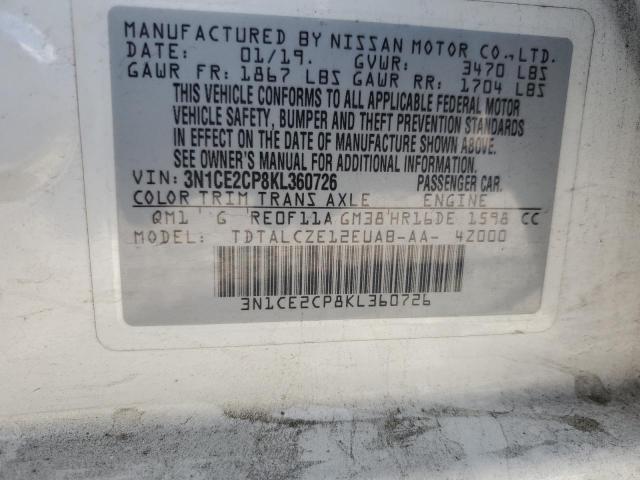 MANUFACTURED BY NISSAN MOTOR CO.,LTD.
DATE: 01/19. GVWR: 3470 LBS
GAWR FR: 1867 LBS GAWR RR: 1704 LBS
THIS VEHICLE CONFORMS TO ALL APPLICABLE FEDERAL MOTOR
VEHICLE SAFETY, BUMPER AND THEFT PREVENTION STANDARDS
IN EFFECT ON THE DATE OF MANUFACTURE SHOWN ABOVE.
SEE OWNER'S MANUAL FOR ADDITIONAL INFORMATION.
VIN: 3N1CE2CP8KL360726 PASSENGER CAR.
COLOR TRIM TRANS AXLE ENGINE
QM1 G RE0F11A GM38 HR16DE 1598 CC
MODEL: TDTALCZE12EUA8-AA- 4Z000
3N1CE2CP8KL360726